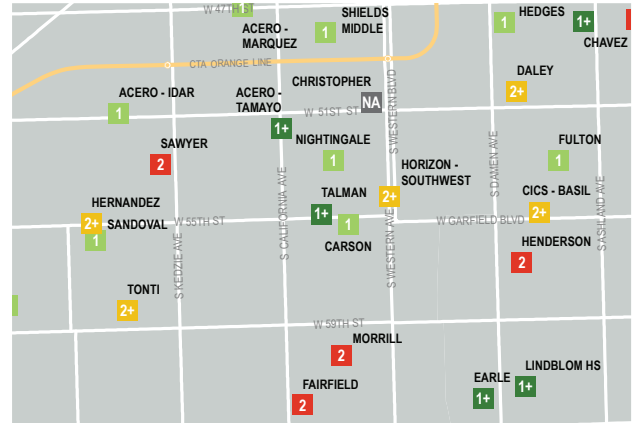 W 47TH ST
1
ACERO -
MARQUEZ
SHIELDS
MIDDLE
1
HEDGES
1
1+
CHAVEZ
CTA ORANGE LINE
ACERO - IDAR
1
ACERO -
TAMAYO
1+
CHRISTOPHER
NA
W 51ST ST
S WESTERN BLVD
DALEY
2+
SAWYER
2
NIGHTINGALE
1
HORIZON -
SOUTHWEST
2+
S DAMEN AVE
FULTON
1
HERNANDEZ
2+
SANDOVAL
1
W 55TH ST
S KEDZIE AVE
S CALIFORNIA AVE
TALMAN
1+
1
CARSON
S WESTERN AVE
W GARFIELD BLVD
CICS - BASIL
2+
S ASHLAND AVE
HENDERSON
2
TONTI
2+
W 59TH ST
MORRILL
2
FAIRFIELD
2
EARLE
1+
LINDBLOM HS
1+